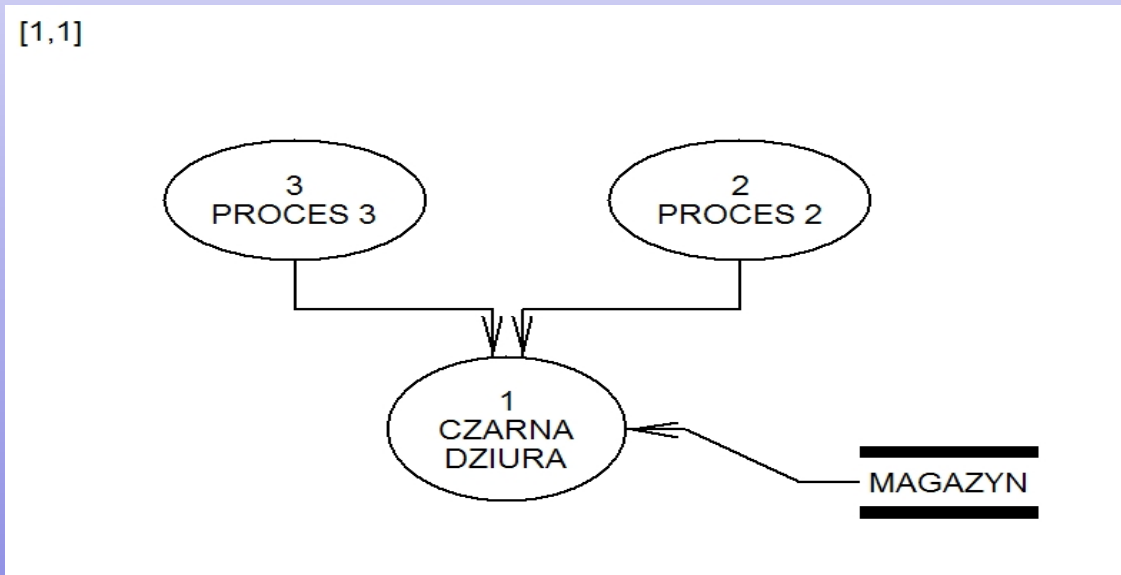 [1,1]
3
PROCES 3
2
PROCES 2
1
CZARNA
DZIURA
MAGAZYN